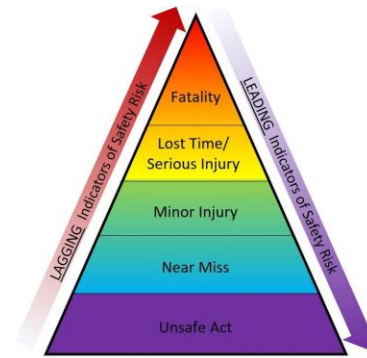 LAGGING Indicators of Safety Risk
LEADING Indicators of Safety Risk
Fatality
Lost Time/
Serious Injury
Minor Injury
Near Miss
Unsafe Act